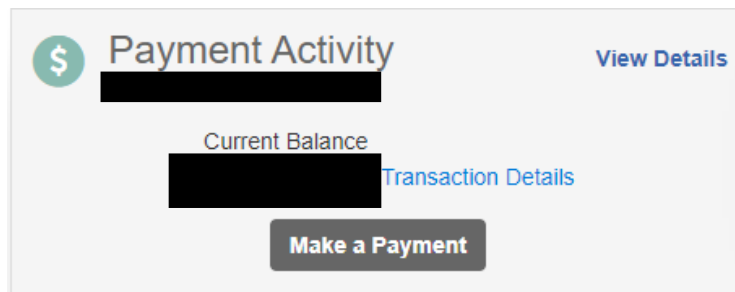 $
Payment Activity
View Details
Current Balance
Transaction Details
Make a Payment